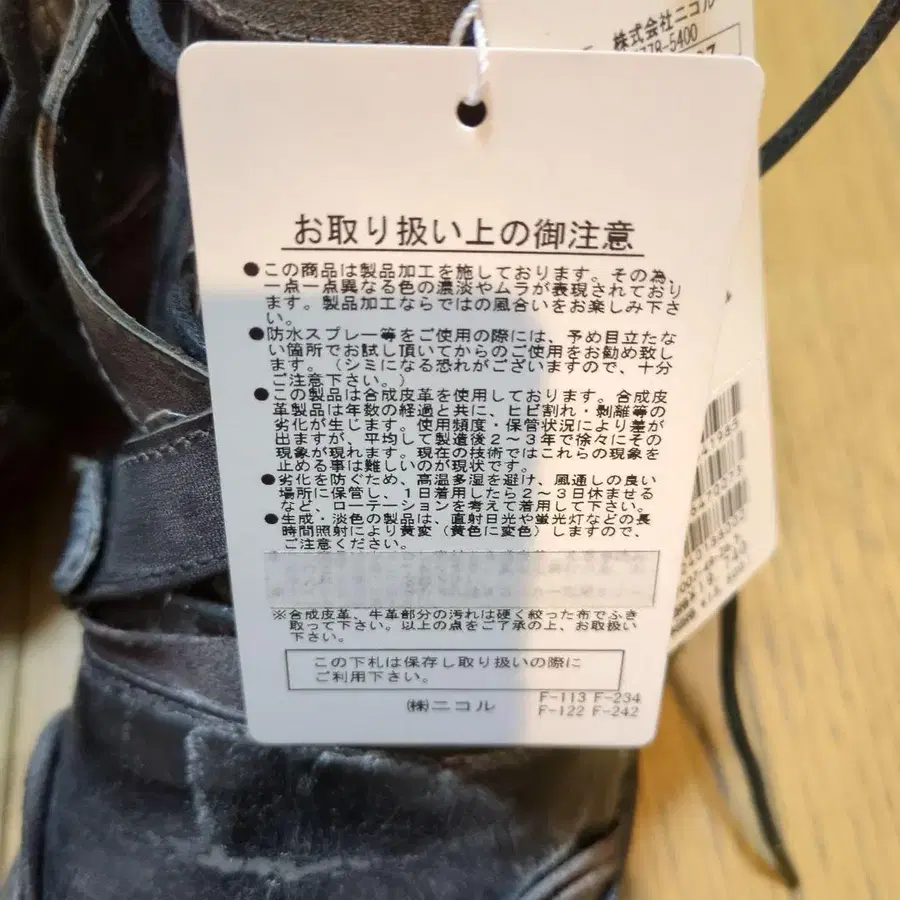 株式会社ニコル
778-5400
お取り扱い上の御注意
●この商品は製品加工を施しております。その為、
一点一点異なる色の濃淡やムラが表現されており
ます。製品加工ならではの風合いをお楽しみ下さ
い。
●防水スプレー等をご使用の際には、予め目立たな
い箇所でお試し頂いてからのご使用をお勧め致し
ます。（シミになる恐れがございますので、十分
ご注意下さい。）
●この製品は合成皮革を使用しております。合成皮
革製品は年数の経過と共に、ヒビ割れ・剥離等の
劣化が生じます。使用頻度・保管状況により差が
出ますが、平均して製造後２～３年で徐々にその
現象が現れます。現在の技術ではこれらの現象を
止める事は難しいのが現状です。
●劣化を防ぐため、高温多湿を避け、風通しの良い
場所に保管し、１日着用したら２～３日休ませる
など、ローテーションを考えて着用して下さい。
●生成・淡色の製品は、直射日光や蛍光灯などの長
時間照射により黄変（黄色に変色）しますので、
ご注意ください。
※合成皮革、牛革部分の汚れは硬く絞った布でふき
取って下さい。以上の点をご了承の上、お取扱い
下さい。
この下札は保存し取り扱いの際に
ご利用下さい。
㈱ニコル
F-113 F-234
F-122 F-242